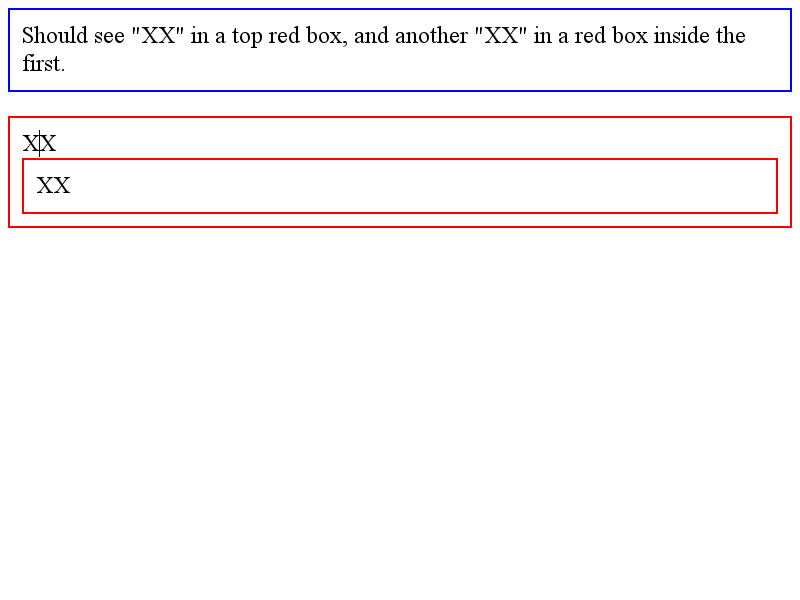 Should see "XX" in a top red box, and another "XX" in a red box inside the
first.
XX
XX